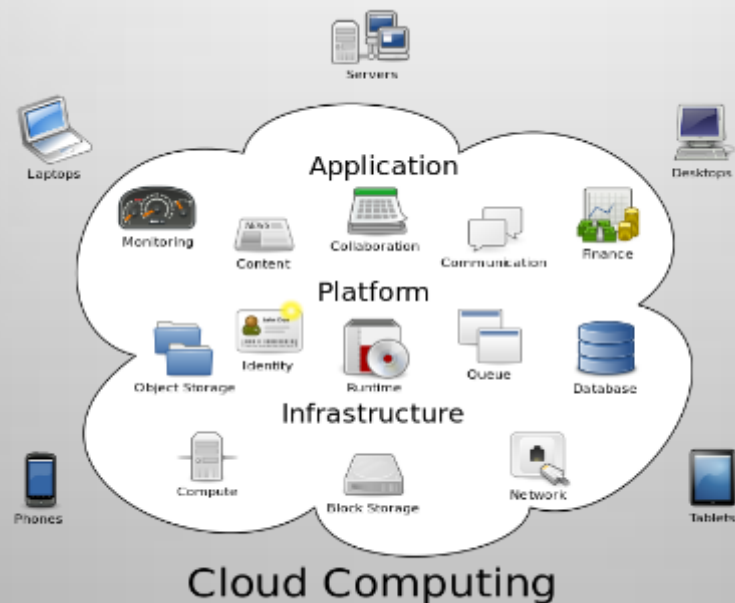 Servers
Laptops
Desktops
Application
Monitoring
Content
Collaboration
Communication
Finance
Platform
Object Storage
Identity
Runtime
Queue
Database
Infrastructure
Compute
Block Storage
Network
Phones
Tablets
Cloud Computing